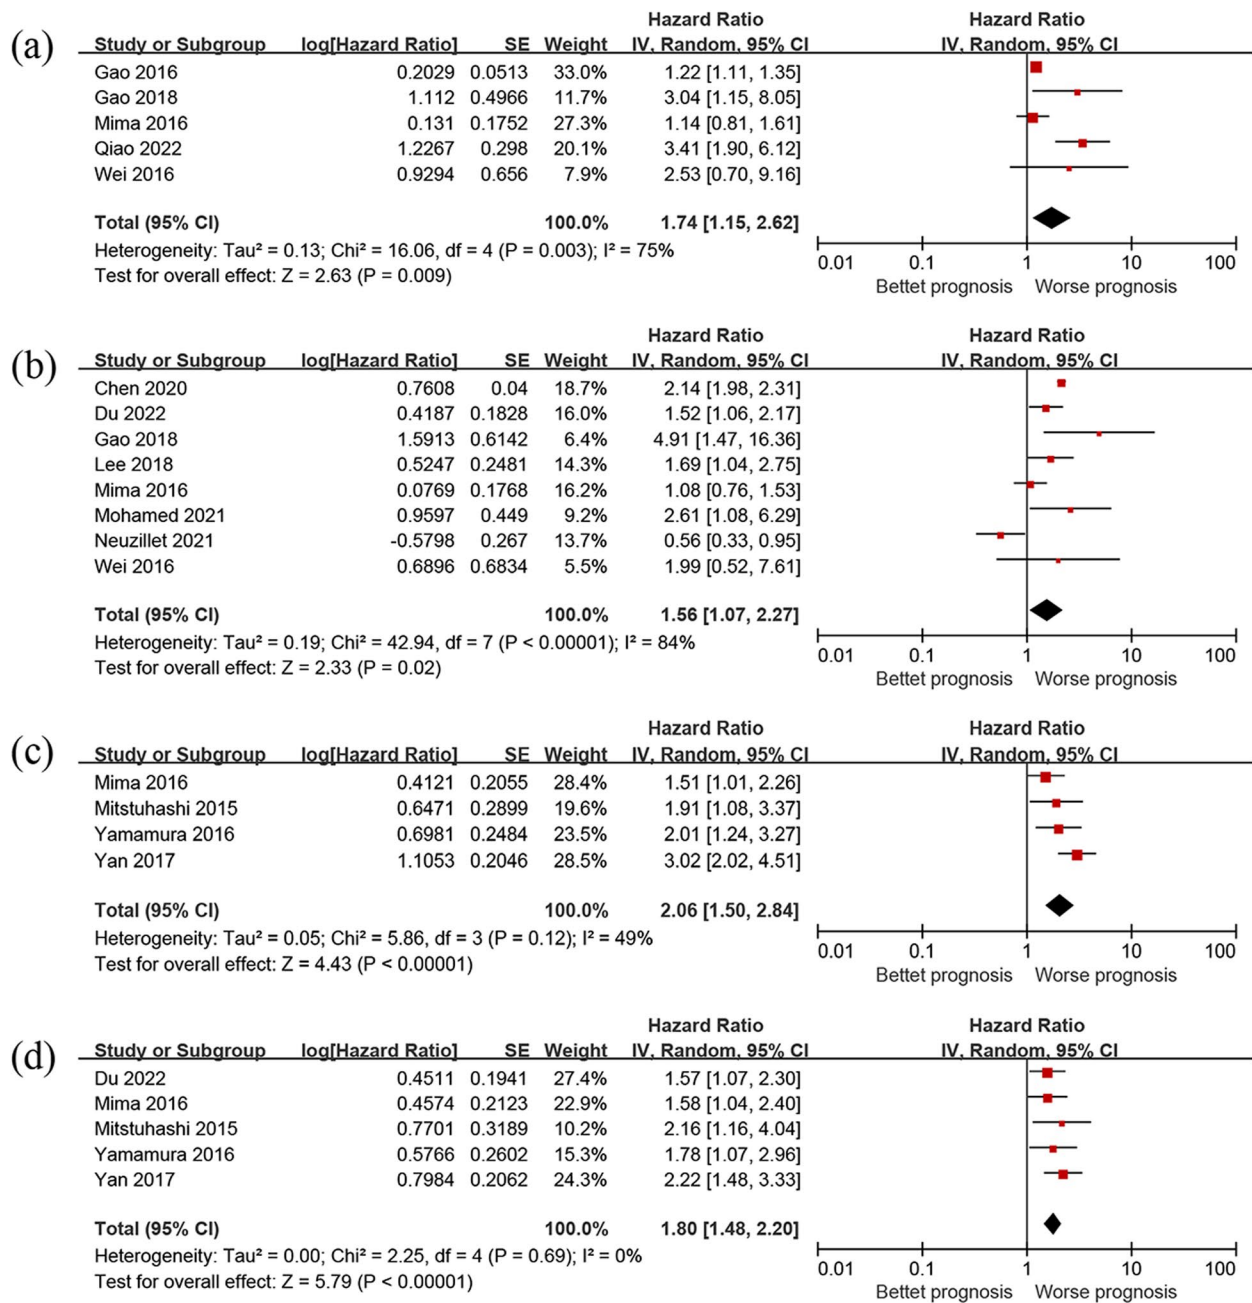 (a)
Hazard Ratio Hazard Ratio
Study or Subgroup log[Hazard Ratio] SE Weight IV, Random, 95% CI IV, Random, 95% CI
Gao 2016 0.2029 0.0513 33.0% 1.22 [1.11, 1.35]
Gao 2018 1.112 0.4966 11.7% 3.04 [1.15, 8.05]
Mima 2016 0.131 0.1752 27.3% 1.14 [0.81, 1.61]
Qiao 2022 1.2267 0.298 20.1% 3.41 [1.90, 6.12]
Wei 2016 0.9294 0.656 7.9% 2.53 [0.70, 9.16]
Total (95% CI) 100.0% 1.74 [1.15, 2.62]
Heterogeneity: Tau² = 0.13; Chi² = 16.06, df = 4 (P = 0.003); I² = 75%
Test for overall effect: Z = 2.63 (P = 0.009)
0.01 0.1 1 10 100
Bettet prognosis Worse prognosis
(b)
Hazard Ratio Hazard Ratio
Study or Subgroup log[Hazard Ratio] SE Weight IV, Random, 95% CI IV, Random, 95% CI
Chen 2020 0.7608 0.04 18.7% 2.14 [1.98, 2.31]
Du 2022 0.4187 0.1828 16.0% 1.52 [1.06, 2.17]
Gao 2018 1.5913 0.6142 6.4% 4.91 [1.47, 16.36]
Lee 2018 0.5247 0.2481 14.3% 1.69 [1.04, 2.75]
Mima 2016 0.0769 0.1768 16.2% 1.08 [0.76, 1.53]
Mohamed 2021 0.9597 0.449 9.2% 2.61 [1.08, 6.29]
Neuzillet 2021 -0.5798 0.267 13.7% 0.56 [0.33, 0.95]
Wei 2016 0.6896 0.6834 5.5% 1.99 [0.52, 7.61]
Total (95% CI) 100.0% 1.56 [1.07, 2.27]
Heterogeneity: Tau² = 0.19; Chi² = 42.94, df = 7 (P < 0.00001); I² = 84%
Test for overall effect: Z = 2.33 (P = 0.02)
0.01 0.1 1 10 100
Bettet prognosis Worse prognosis
(c)
Hazard Ratio Hazard Ratio
Study or Subgroup log[Hazard Ratio] SE Weight IV, Random, 95% CI IV, Random, 95% CI
Mima 2016 0.4121 0.2055 28.4% 1.51 [1.01, 2.26]
Mitstuhashi 2015 0.6471 0.2899 19.6% 1.91 [1.08, 3.37]
Yamamura 2016 0.6981 0.2484 23.5% 2.01 [1.24, 3.27]
Yan 2017 1.1053 0.2046 28.5% 3.02 [2.02, 4.51]
Total (95% CI) 100.0% 2.06 [1.50, 2.84]
Heterogeneity: Tau² = 0.05; Chi² = 5.86, df = 3 (P = 0.12); I² = 49%
Test for overall effect: Z = 4.43 (P < 0.00001)
0.01 0.1 1 10 100
Bettet prognosis Worse prognosis
(d)
Hazard Ratio Hazard Ratio
Study or Subgroup log[Hazard Ratio] SE Weight IV, Random, 95% CI IV, Random, 95% CI
Du 2022 0.4511 0.1941 27.4% 1.57 [1.07, 2.30]
Mima 2016 0.4574 0.2123 22.9% 1.58 [1.04, 2.40]
Mitstuhashi 2015 0.7701 0.3189 10.2% 2.16 [1.16, 4.04]
Yamamura 2016 0.5766 0.2602 15.3% 1.78 [1.07, 2.96]
Yan 2017 0.7984 0.2062 24.3% 2.22 [1.48, 3.33]
Total (95% CI) 100.0% 1.80 [1.48, 2.20]
Heterogeneity: Tau² = 0.00; Chi² = 2.25, df = 4 (P = 0.69); I² = 0%
Test for overall effect: Z = 5.79 (P < 0.00001)
0.01 0.1 1 10 100
Bettet prognosis Worse prognosis